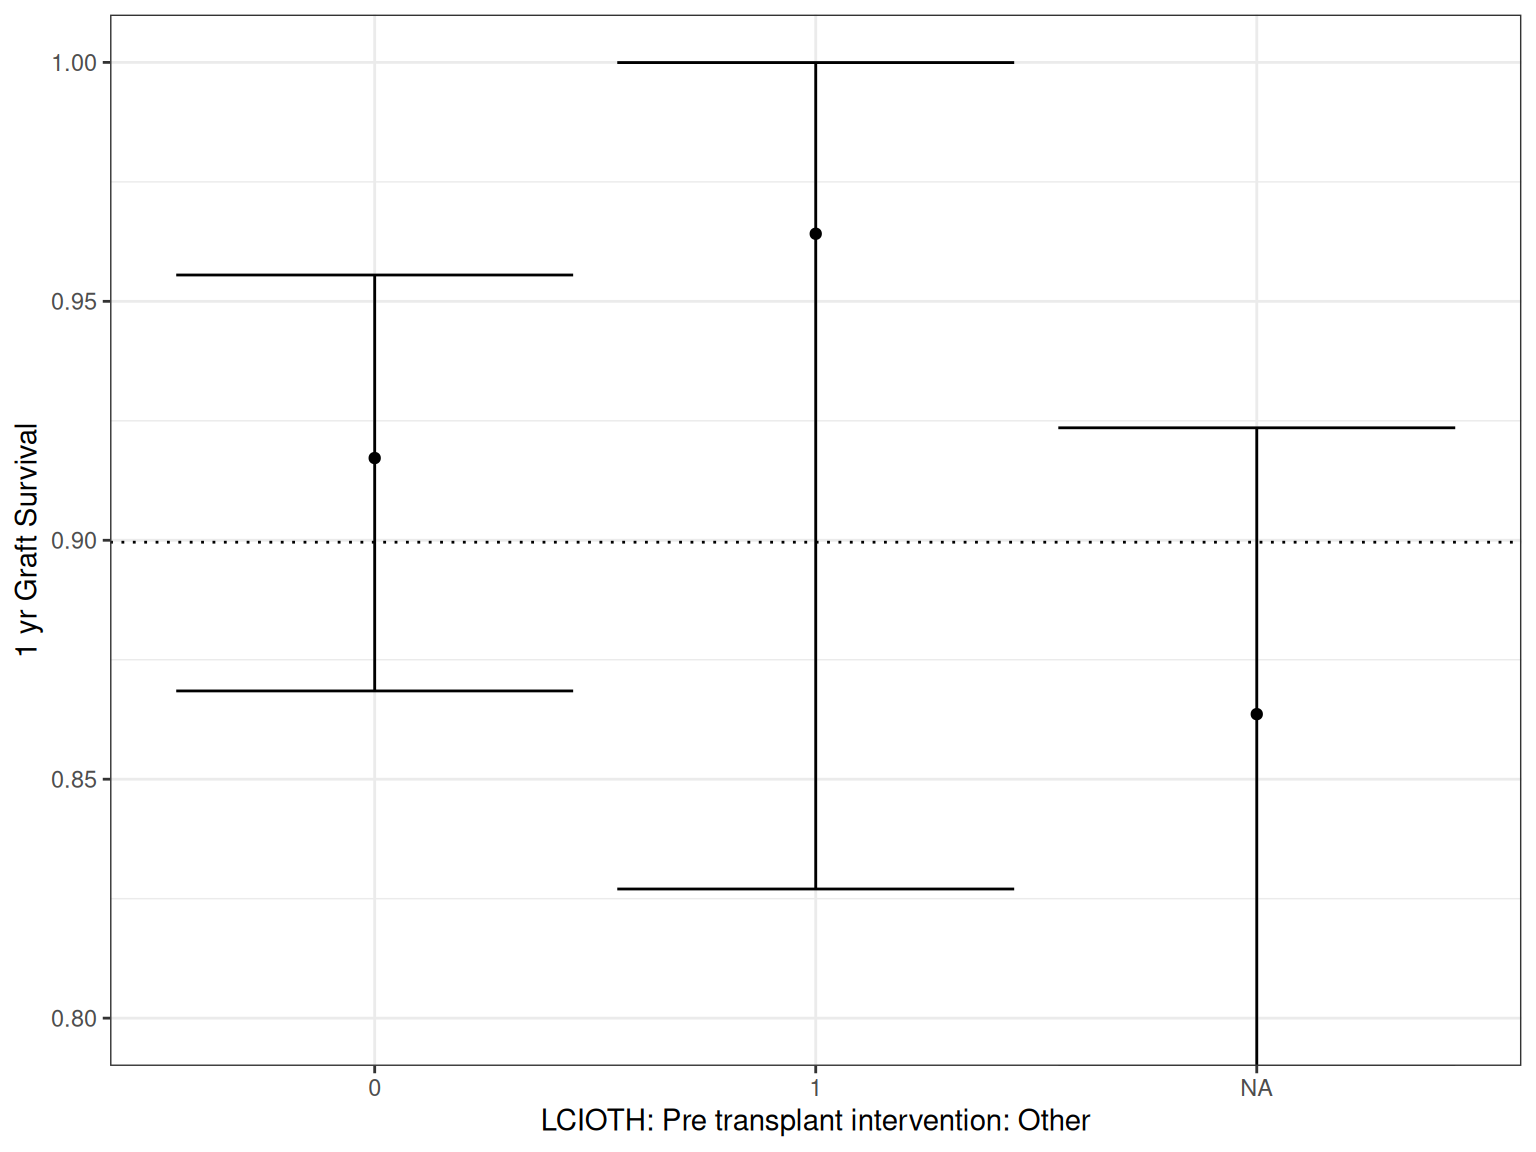 1 yr Graft Survival
1.00
0.95
0.90
0.85
0.80
0 1 NA
LCIOTH: Pre transplant intervention: Other